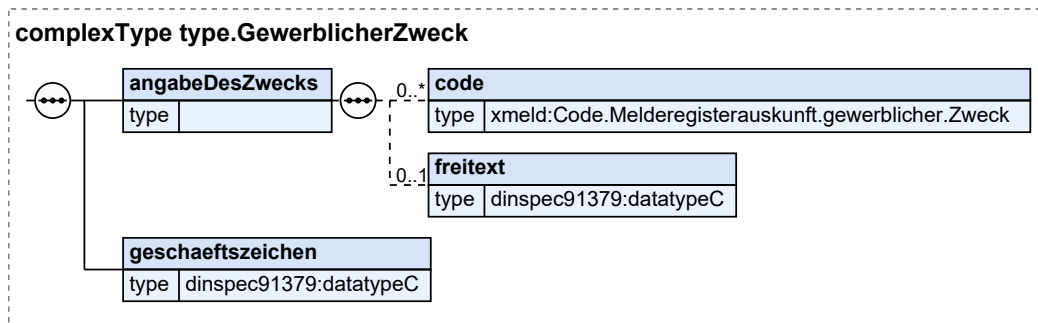 complexType type.GewerblicherZweck
angabeDesZwecks
type
0..*
code
type xmeld:Code.Melderegisterauskunft.gewerblicher.Zweck
0..1
freitext
type dinspec91379:datatypeC
geschaeftszeichen
type dinspec91379:datatypeC